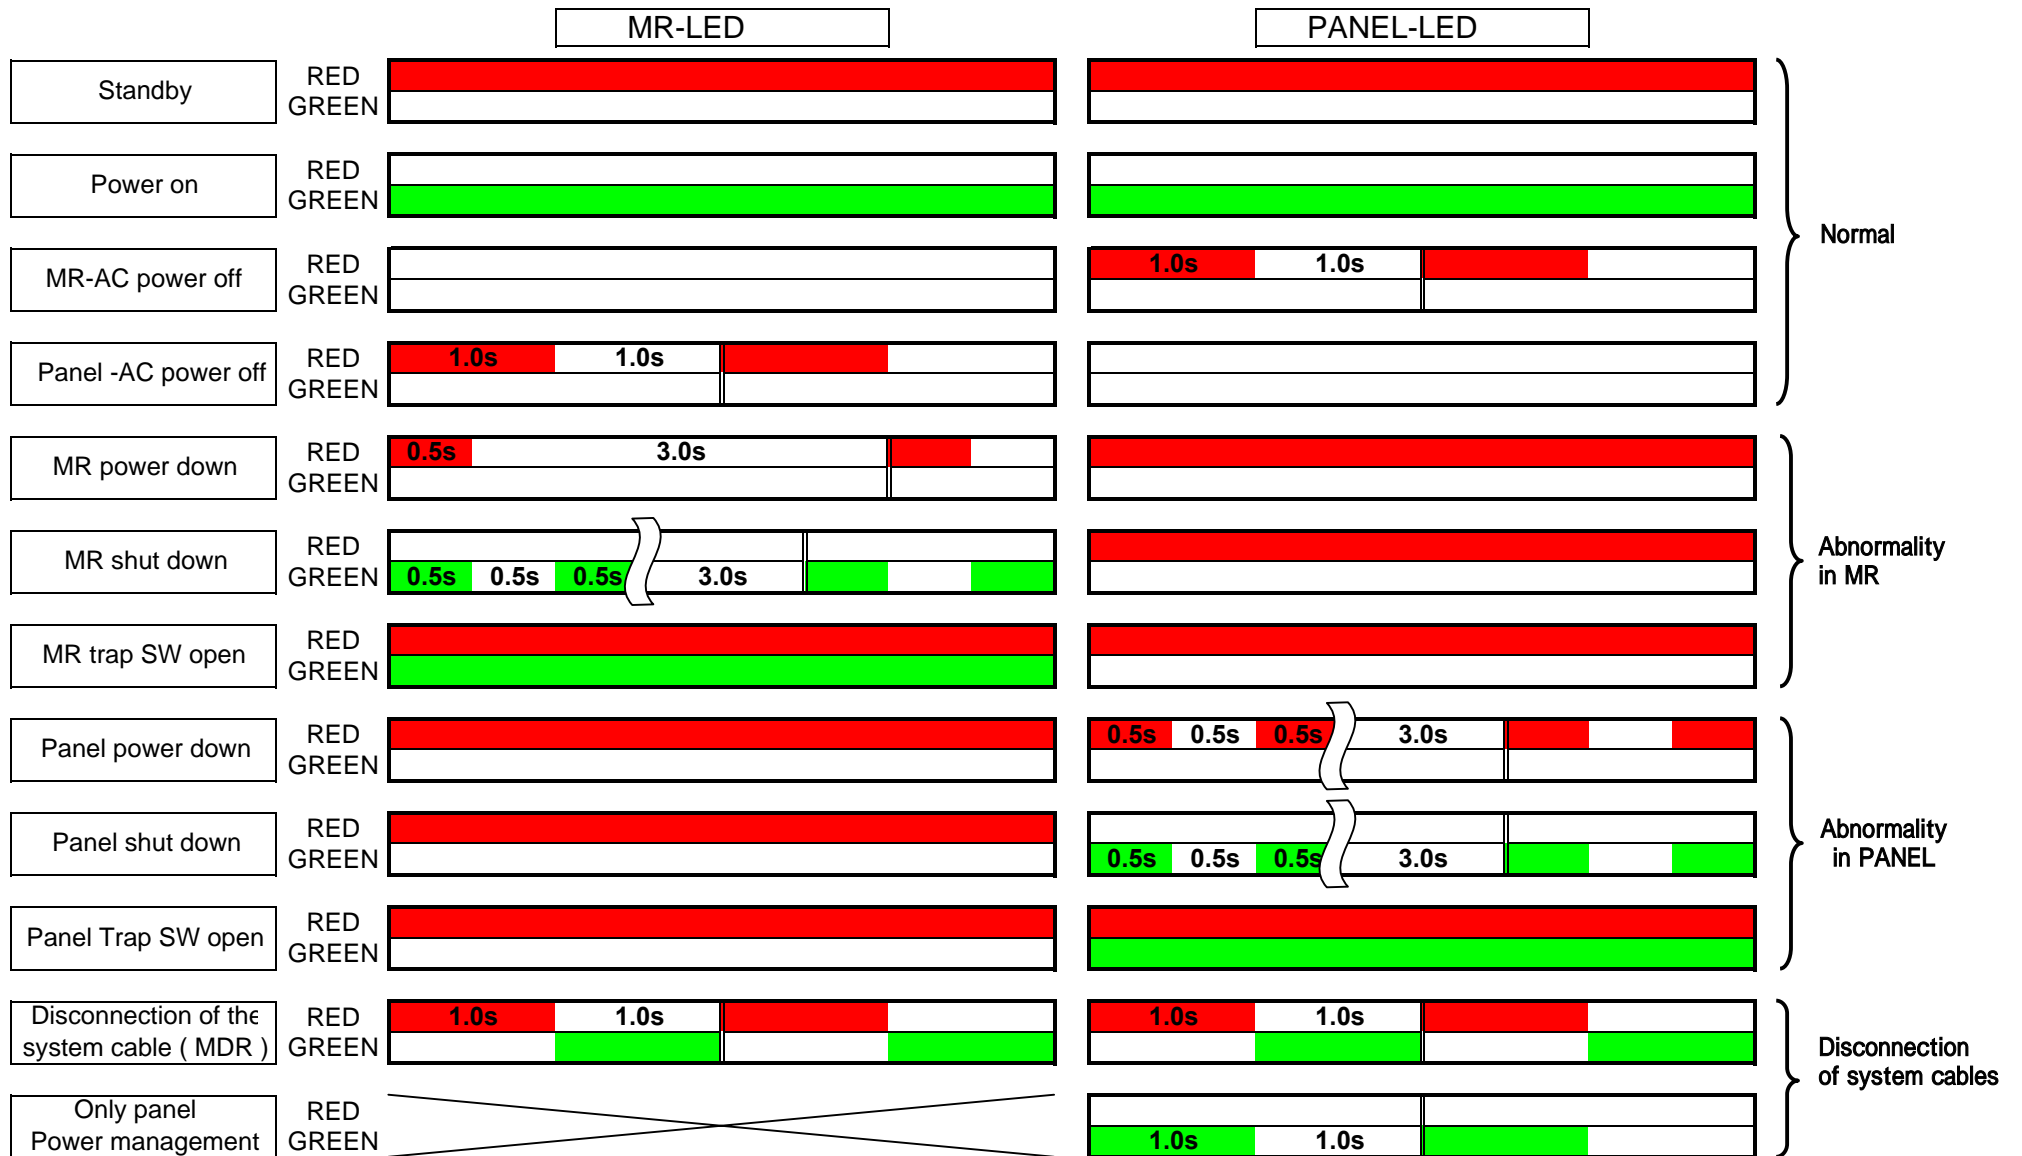 MR-LED PANEL-LED
Standby RED
GREEN
Power on RED
GREEN
Normal
MR-AC power off RED 1.0s 1.0s
GREEN
Panel -AC power off RED 1.0s 1.0s
GREEN
MR power down RED 0.5s 3.0s
GREEN
MR shut down RED
GREEN 0.5s 0.5s 0.5s 3.0s
Abnormality
in MR
MR trap SW open RED
GREEN
Panel power down RED 0.5s 0.5s 0.5s 3.0s
GREEN
Panel shut down RED
GREEN 0.5s 0.5s 0.5s 3.0s
Abnormality
in PANEL
Panel Trap SW open RED
GREEN
Disconnection of the RED 1.0s 1.0s 1.0s 1.0s
system cable ( MDR ) GREEN
Disconnection
of system cables
Only panel RED
Power management GREEN 1.0s 1.0s